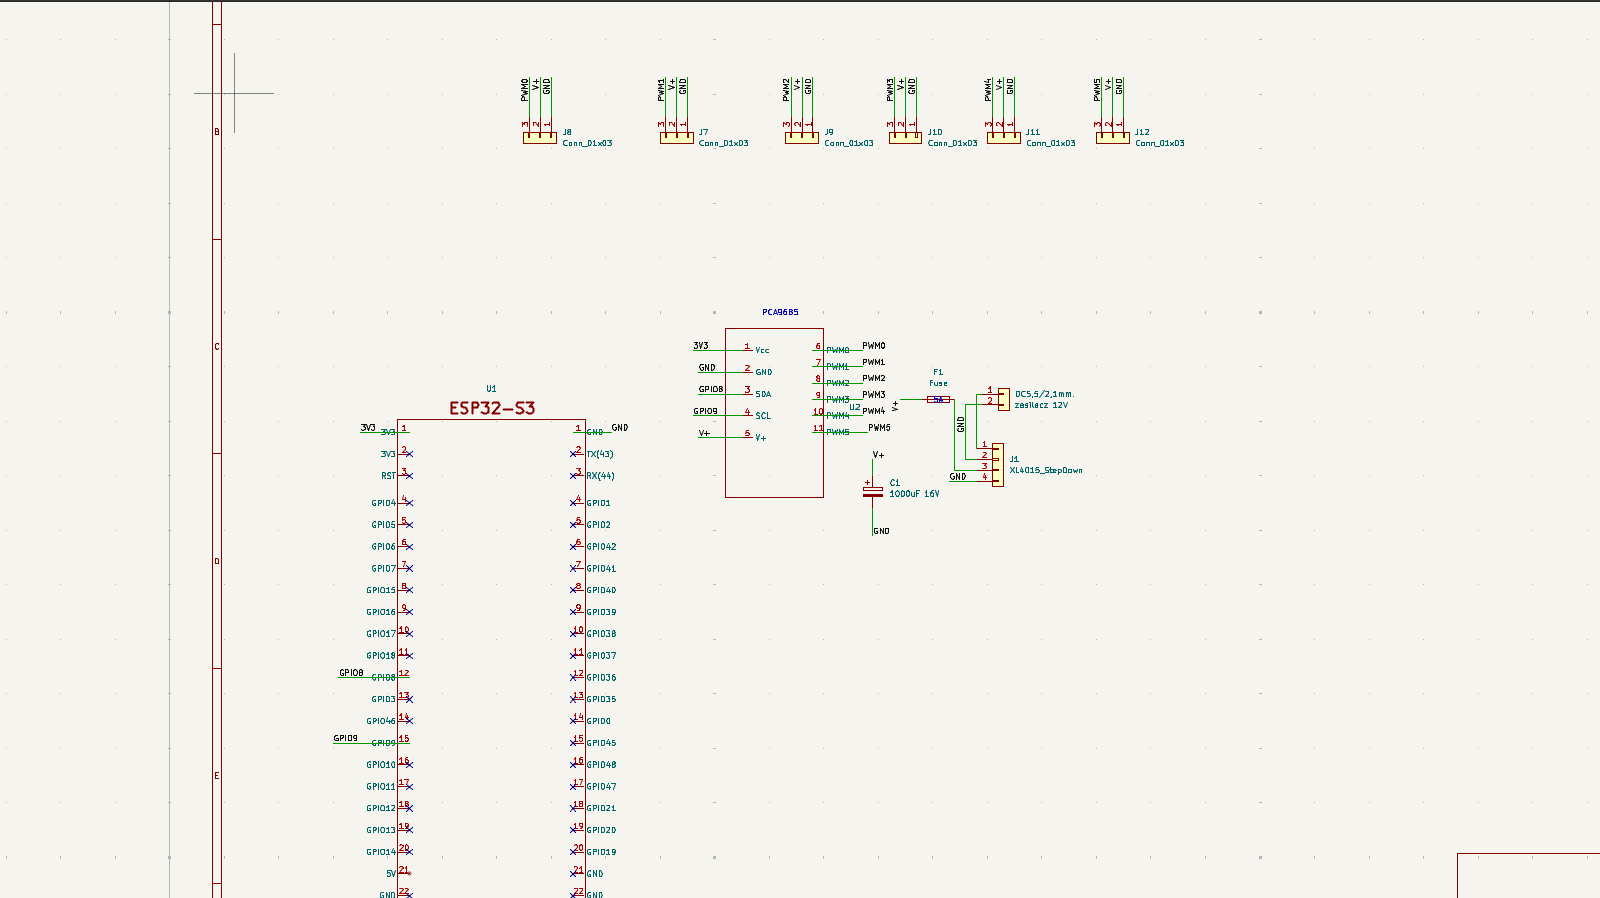 PWM0 V+ GND
PWM1 V+ GND
PWM2 V+ GND
PWM3 V+ GND
PWM4 V+ GND
PWM5 V+ GND
3 2 1
3 2 1
3 2 1
3 2 1
3 2 1
3 2 1
B
J8
Conn_01x03
J7
Conn_01x03
J9
Conn_01x03
J10
Conn_01x03
J11
Conn_01x03
J12
Conn_01x03
PCA9685
C
3V3 1 Vcc 6 PWM0 PWM0
7 PWM1 PWM1
GND 2 GND 8 PWM2 PWM2
GPIO8 3 SDA 9 PWM3 PWM3
U2
GPIO9 4 SCL 10 PWM4 PWM4
V+ 5 V+ 11 PWM5 PWM5
F1
Fuse
5A
V+
GND
1
2
DC5,5/2,1mm.
zasilacz 12V
1
2
3
4
J1
XL4015_StepDown
GND
V+
+
C1
1000uF 16V
GND
U1
ESP32-S3
3V3 3V3 1 1 GND GND
3V3 2 2 TX(43)
RST 3 3 RX(44)
GPIO4 4 4 GPIO1
GPIO5 5 5 GPIO2
GPIO6 6 6 GPIO42
D
GPIO7 7 7 GPIO41
GPIO15 8 8 GPIO40
GPIO16 9 9 GPIO39
GPIO17 10 10 GPIO38
GPIO18 11 11 GPIO37
GPIO8 GPIO8 12 12 GPIO36
GPIO3 13 13 GPIO35
GPIO46 14 14 GPIO0
GPIO9 GPIO9 15 15 GPIO45
GPIO10 16 16 GPIO48
E
GPIO11 17 17 GPIO47
GPIO12 18 18 GPIO21
GPIO13 19 19 GPIO20
GPIO14 20 20 GPIO19
5V 21 21 GND
GND 22 22 GND